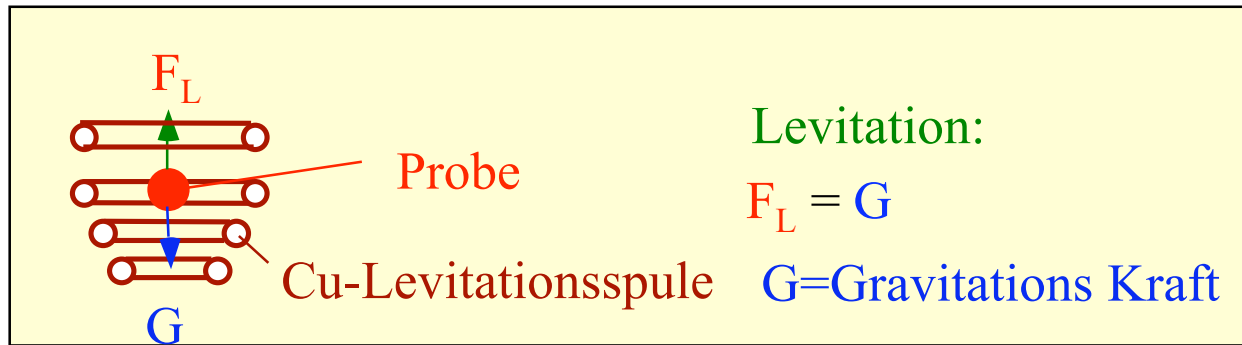 F_L
Probe
Cu-Levitationsspule
G
Levitation:
F_L = G
G=Gravitations Kraft